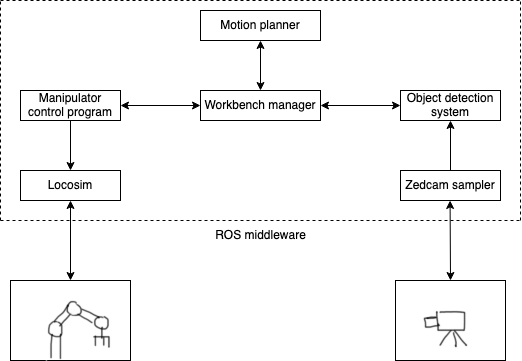 Motion planner
Manipulator
control program
Workbench manager
Object detection
system
Locosim
Zedcam sampler
ROS middleware